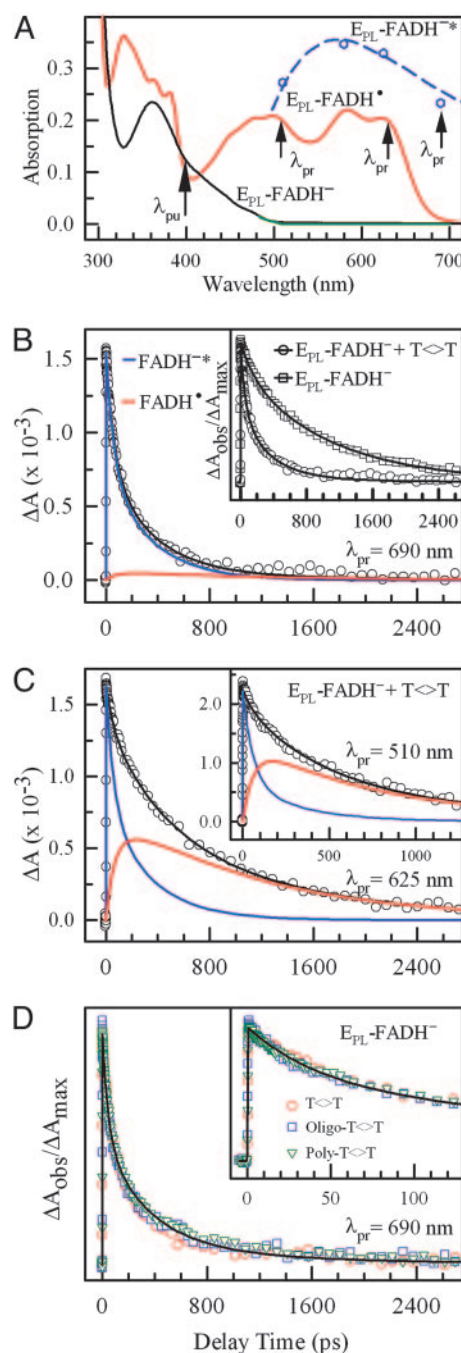 A
Absorption
0.3
0.2
0.1
0.0
E_PL-FADH⁻*
E_PL-FADH•
E_PL-FADH⁻
λ_pu
λ_pr
λ_pr
λ_pr
300 400 500 600 700
Wavelength (nm)
B
ΔA (x 10⁻³)
1.5
1.0
0.5
0.0
FADH⁻*
FADH•
ΔA_obs/ΔA_max
E_PL-FADH⁻+ T<>T
E_PL-FADH⁻
0 800 1600 2400
λ_pr = 690 nm
0 800 1600 2400
C
ΔA (x 10⁻³)
1.5
1.0
0.5
0.0
E_PL-FADH⁻+ T<>T
2.0
1.0
0.0
λ_pr = 510 nm
0 500 1000
λ_pr = 625 nm
0 800 1600 2400
D
ΔA_obs/ΔA_max
E_PL-FADH⁻
T<>T
Oligo-T<>T
Poly-T<>T
0 50 100
λ_pr = 690 nm
0 800 1600 2400
Delay Time (ps)